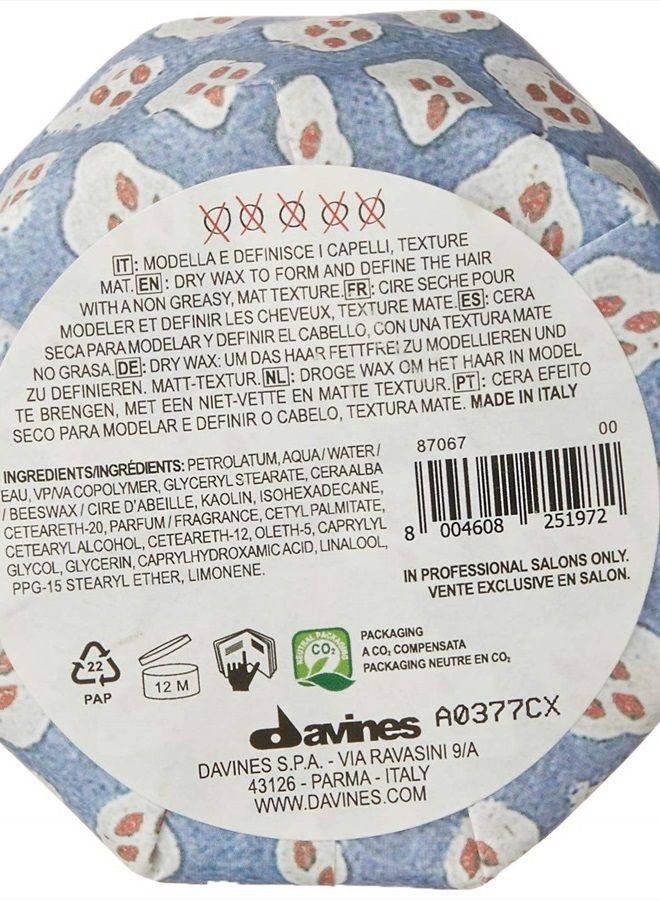 IT: MODELLA E DEFINISCE I CAPELLI, TEXTURE
MAT. EN: DRY WAX TO FORM AND DEFINE THE HAIR
WITH A NON GREASY, MAT TEXTURE. FR: CIRE SECHE POUR
MODELER ET DEFINIR LES CHEVEUX, TEXTURE MATE. ES: CERA
SECA PARA MODELAR Y DEFINIR EL CABELLO, CON UNA TEXTURA MATE
NO GRASA. DE: DRY WAX: UM DAS HAAR FETTFREI ZU MODELLIEREN UND
ZU DEFINIEREN. MATT-TEXTUR. NL: DROGE WAX OM HET HAAR IN MODEL
TE BRENGEN, MET EEN NIET-VETTE EN MATTE TEXTUUR. PT: CERA EFEITO
SECO PARA MODELAR E DEFINIR O CABELO, TEXTURA MATE. MADE IN ITALY
INGREDIENTS/INGRÉDIENTS: PETROLATUM, AQUA / WATER /
EAU, VP/VA COPOLYMER, GLYCERYL STEARATE, CERA ALBA
/ BEESWAX / CIRE D'ABEILLE, KAOLIN, ISOHEXADECANE,
CETEARETH-20, PARFUM / FRAGRANCE, CETYL PALMITATE,
CETEARYL ALCOHOL, CETEARETH-12, OLETH-5, CAPRYLYL
GLYCOL, GLYCERIN, CAPRYLHYDROXAMIC ACID, LINALOOL,
PPG-15 STEARYL ETHER, LIMONENE.
87067 00
8 004608 251972
IN PROFESSIONAL SALONS ONLY.
VENTE EXCLUSIVE EN SALON.
22
PAP
12 M
NEUTRAL PACKAGING
CO₂
PACKAGING
A CO₂ COMPENSATA
PACKAGING NEUTRE EN CO₂
davines A0377CX
DAVINES S.P.A. - VIA RAVASINI 9/A
43126 - PARMA - ITALY
WWW.DAVINES.COM